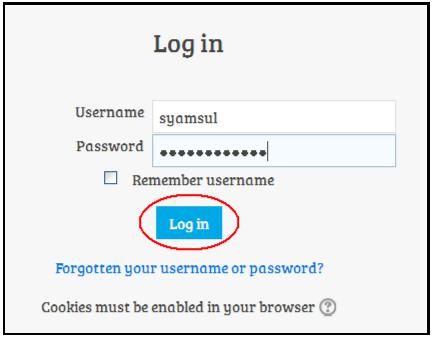 Log in
Username syamsul
Password ••••••••••••
Remember username
Log in
Forgotten your username or password?
Cookies must be enabled in your browser ?